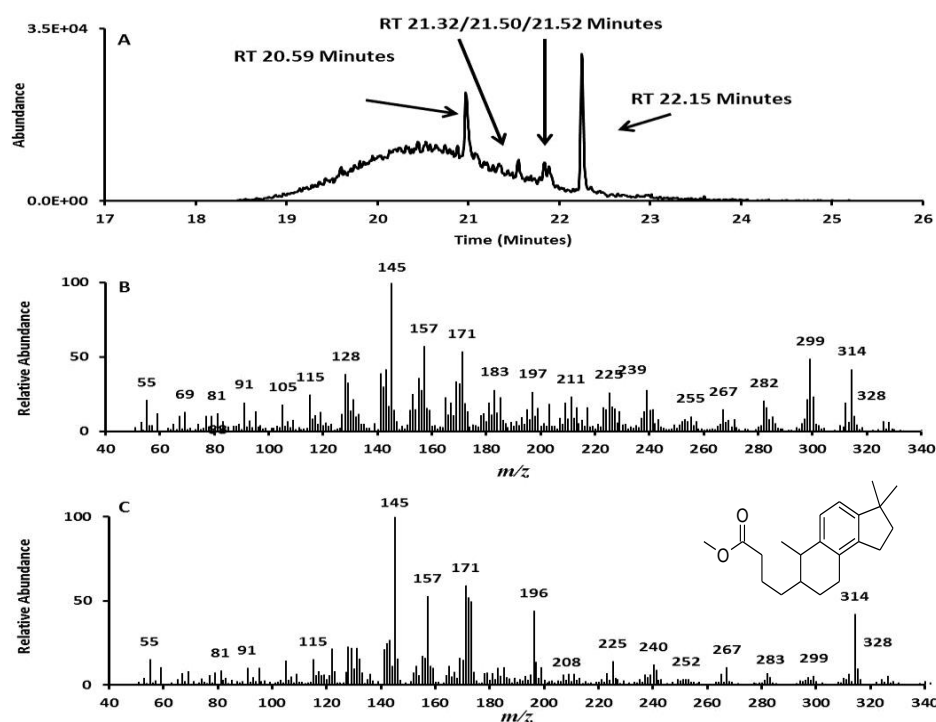 A
3.5E+04
RT 21.32/21.50/21.52 Minutes
RT 20.59 Minutes
RT 22.15 Minutes
Abundance
0.0E+00
17 18 19 20 21 22 23 24 25 26
Time (Minutes)
B
Relative Abundance
100
50
0
55 69 81 91 105 115 128 145 157 171 183 197 211 225 239 255 267 282 299 314 328
40 60 80 100 120 140 160 180 200 220 240 260 280 300 320 340
m/z
C
Relative Abundance
100
50
0
55 81 91 115 145 157 171 196 208 225 240 252 267 283 299 314 328
O
O
40 60 80 100 120 140 160 180 200 220 240 260 280 300 320 340
m/z